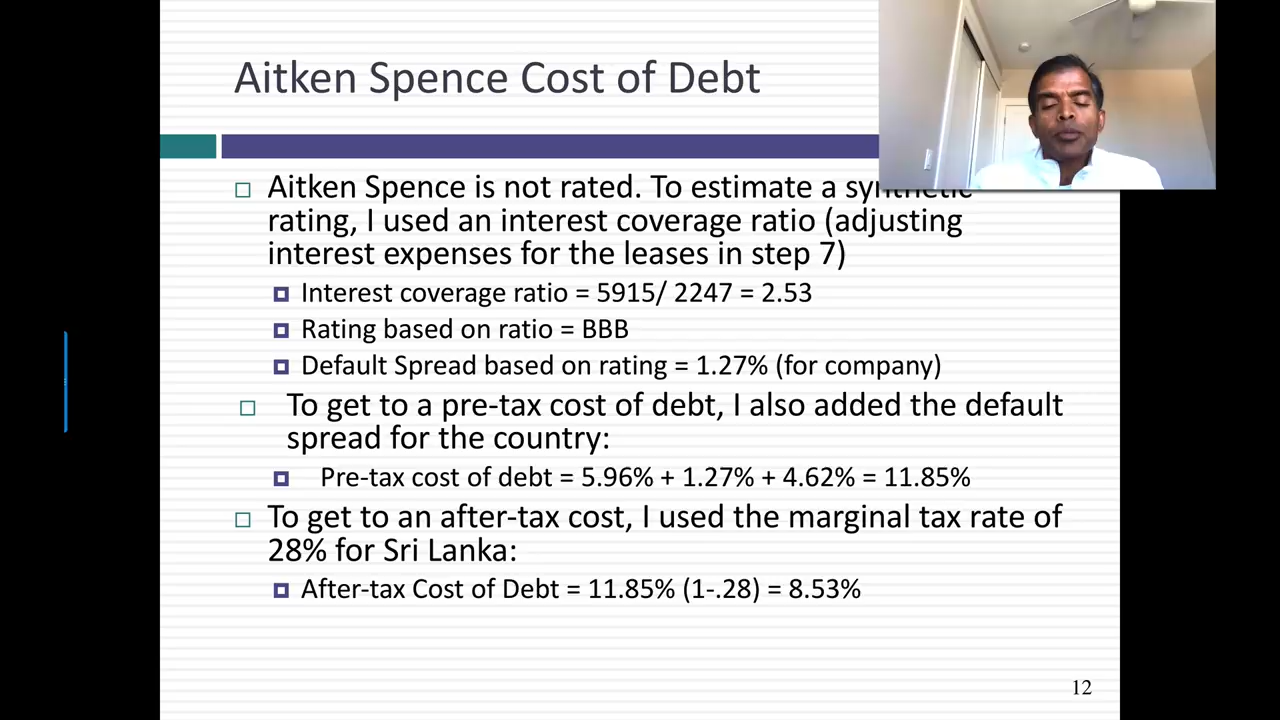 Aitken Spence Cost of Debt
Aitken Spence is not rated. To estimate a synthetic
rating, I used an interest coverage ratio (adjusting
interest expenses for the leases in step 7)
Interest coverage ratio = 5915/ 2247 = 2.53
Rating based on ratio = BBB
Default Spread based on rating = 1.27% (for company)
To get to a pre-tax cost of debt, I also added the default
spread for the country:
Pre-tax cost of debt = 5.96% + 1.27% + 4.62% = 11.85%
To get to an after-tax cost, I used the marginal tax rate of
28% for Sri Lanka:
After-tax Cost of Debt = 11.85% (1-.28) = 8.53%
12